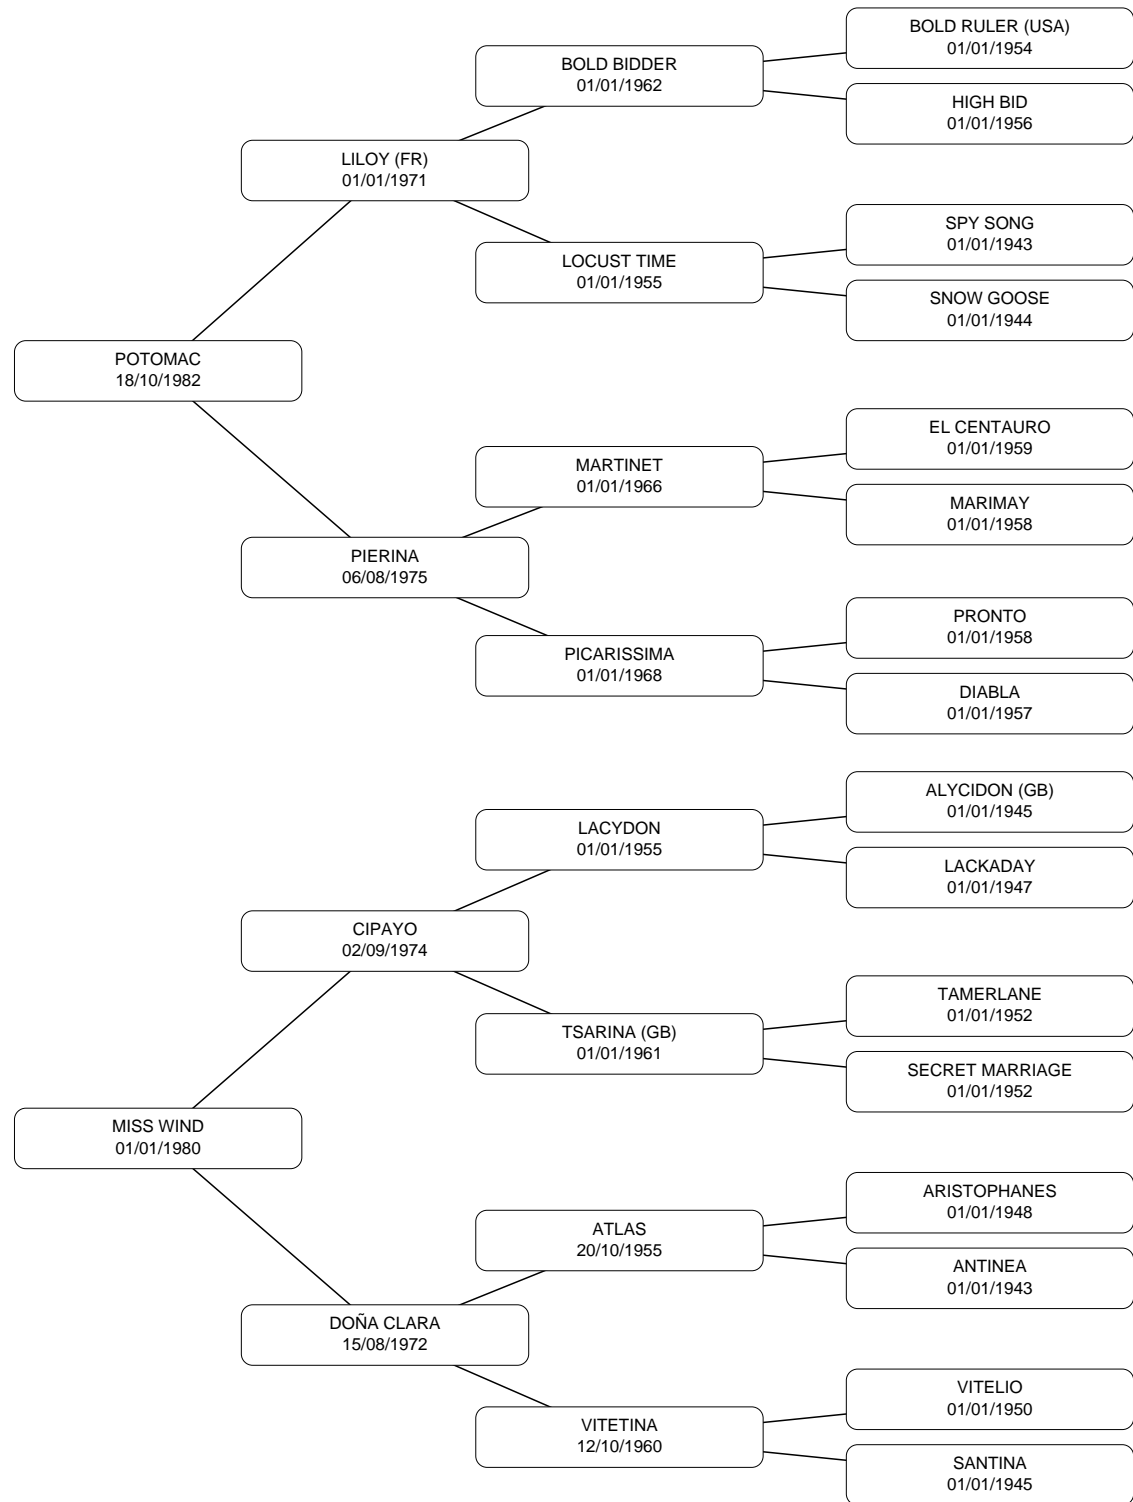 BOLD RULER (USA)
01/01/1954
BOLD BIDDER
01/01/1962
HIGH BID
01/01/1956
LILOY (FR)
01/01/1971
SPY SONG
01/01/1943
LOCUST TIME
01/01/1955
SNOW GOOSE
01/01/1944
POTOMAC
18/10/1982
EL CENTAURO
01/01/1959
MARTINET
01/01/1966
MARIMAY
01/01/1958
PIERINA
06/08/1975
PRONTO
01/01/1958
PICARISSIMA
01/01/1968
DIABLA
01/01/1957
ALYCIDON (GB)
01/01/1945
LACYDON
01/01/1955
LACKADAY
01/01/1947
CIPAYO
02/09/1974
TAMERLANE
01/01/1952
TSARINA (GB)
01/01/1961
SECRET MARRIAGE
01/01/1952
MISS WIND
01/01/1980
ARISTOPHANES
01/01/1948
ATLAS
20/10/1955
ANTINEA
01/01/1943
DOÑA CLARA
15/08/1972
VITELIO
01/01/1950
VITETINA
12/10/1960
SANTINA
01/01/1945